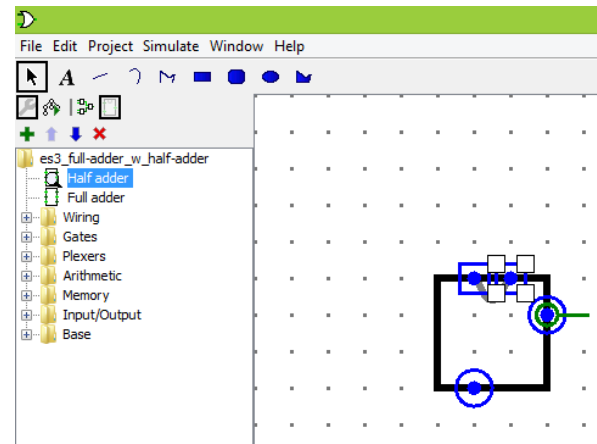 File Edit Project Simulate Window Help
A
es3_full-adder_w_half-adder
Half adder
Full adder
Wiring
Gates
Plexers
Arithmetic
Memory
Input/Output
Base